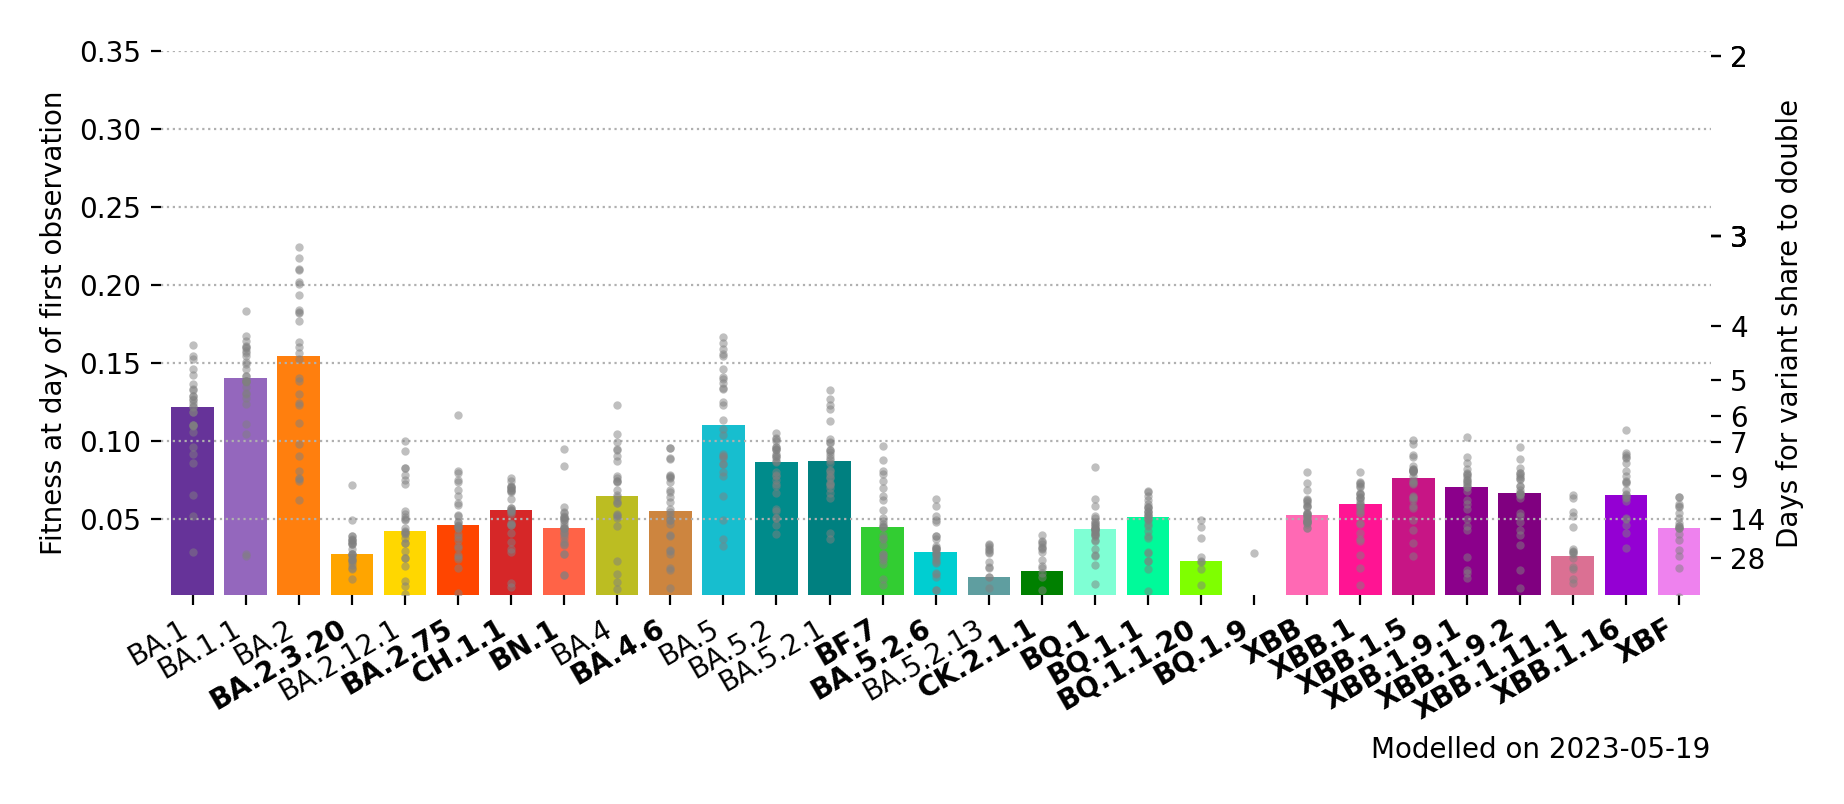 Fitness at day of first observation
0.35
0.30
0.25
0.20
0.15
0.10
0.05
2
3
4
5
6
7
9
14
28
Days for variant share to double
BA.1
BA.1.1
BA.2
BA.2.3.20
BA.2.12.1
BA.2.75
CH.1.1
BN.1
BA.4
BA.4.6
BA.5
BA.5.2
BA.5.2.1
BF.7
BA.5.2.6
BA.5.2.13
CK.2.1.1
BQ.1
BQ.1.1
BQ.1.1.20
BQ.1.9
XBB
XBB.1
XBB.1.5
XBB.1.9.1
XBB.1.9.2
XBB.1.11.1
XBB.1.16
XBF
Modelled on 2023-05-19